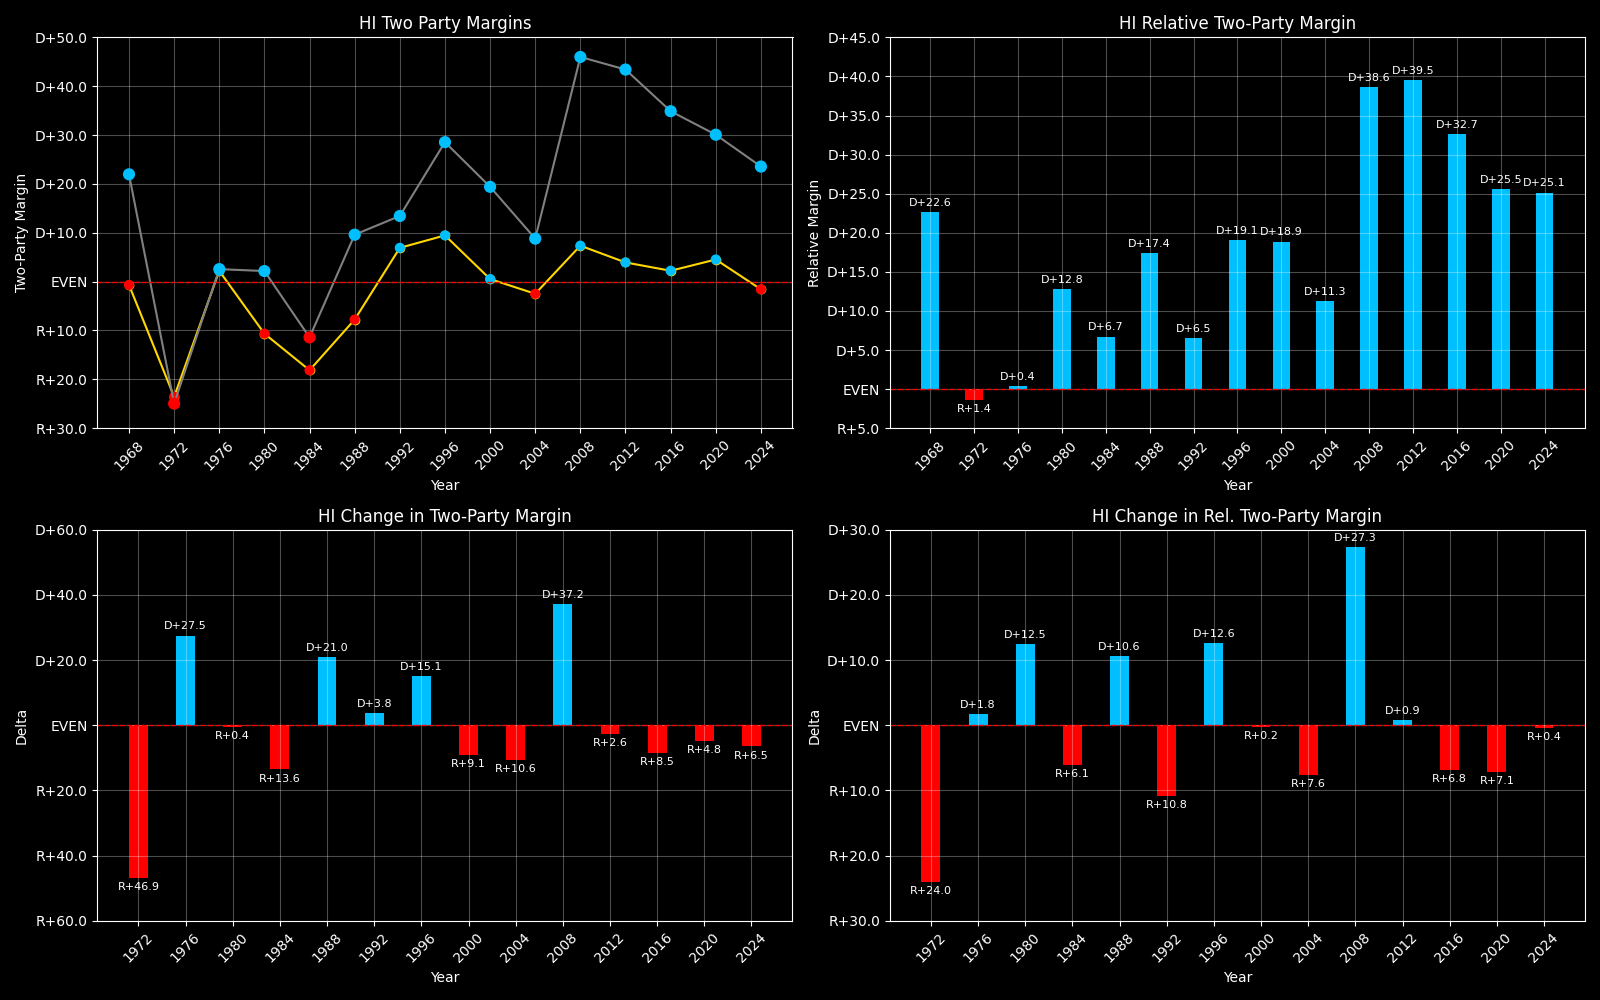 HI Two Party Margins
D+50.0
D+40.0
D+30.0
D+20.0
D+10.0
EVEN
R+10.0
R+20.0
R+30.0
Two-Party Margin
1968 1972 1976 1980 1984 1988 1992 1996 2000 2004 2008 2012 2016 2020 2024
Year
HI Relative Two-Party Margin
D+45.0
D+40.0
D+35.0
D+30.0
D+25.0
D+20.0
D+15.0
D+10.0
D+5.0
EVEN
R+5.0
Relative Margin
D+22.6 R+1.4 D+0.4 D+12.8 D+6.7 D+17.4 D+6.5 D+19.1 D+18.9 D+11.3 D+38.6 D+39.5 D+32.7 D+25.5 D+25.1
1968 1972 1976 1980 1984 1988 1992 1996 2000 2004 2008 2012 2016 2020 2024
Year
HI Change in Two-Party Margin
D+60.0
D+40.0
D+20.0
EVEN
R+20.0
R+40.0
R+60.0
Delta
R+46.9 D+27.5 R+0.4 R+13.6 D+21.0 D+3.8 D+15.1 R+9.1 R+10.6 D+37.2 R+2.6 R+8.5 R+4.8 R+6.5
1972 1976 1980 1984 1988 1992 1996 2000 2004 2008 2012 2016 2020 2024
Year
HI Change in Rel. Two-Party Margin
D+30.0
D+20.0
D+10.0
EVEN
R+10.0
R+20.0
R+30.0
Delta
R+24.0 D+1.8 D+12.5 R+6.1 D+10.6 R+10.8 D+12.6 R+0.2 R+7.6 D+27.3 D+0.9 R+6.8 R+7.1 R+0.4
1972 1976 1980 1984 1988 1992 1996 2000 2004 2008 2012 2016 2020 2024
Year